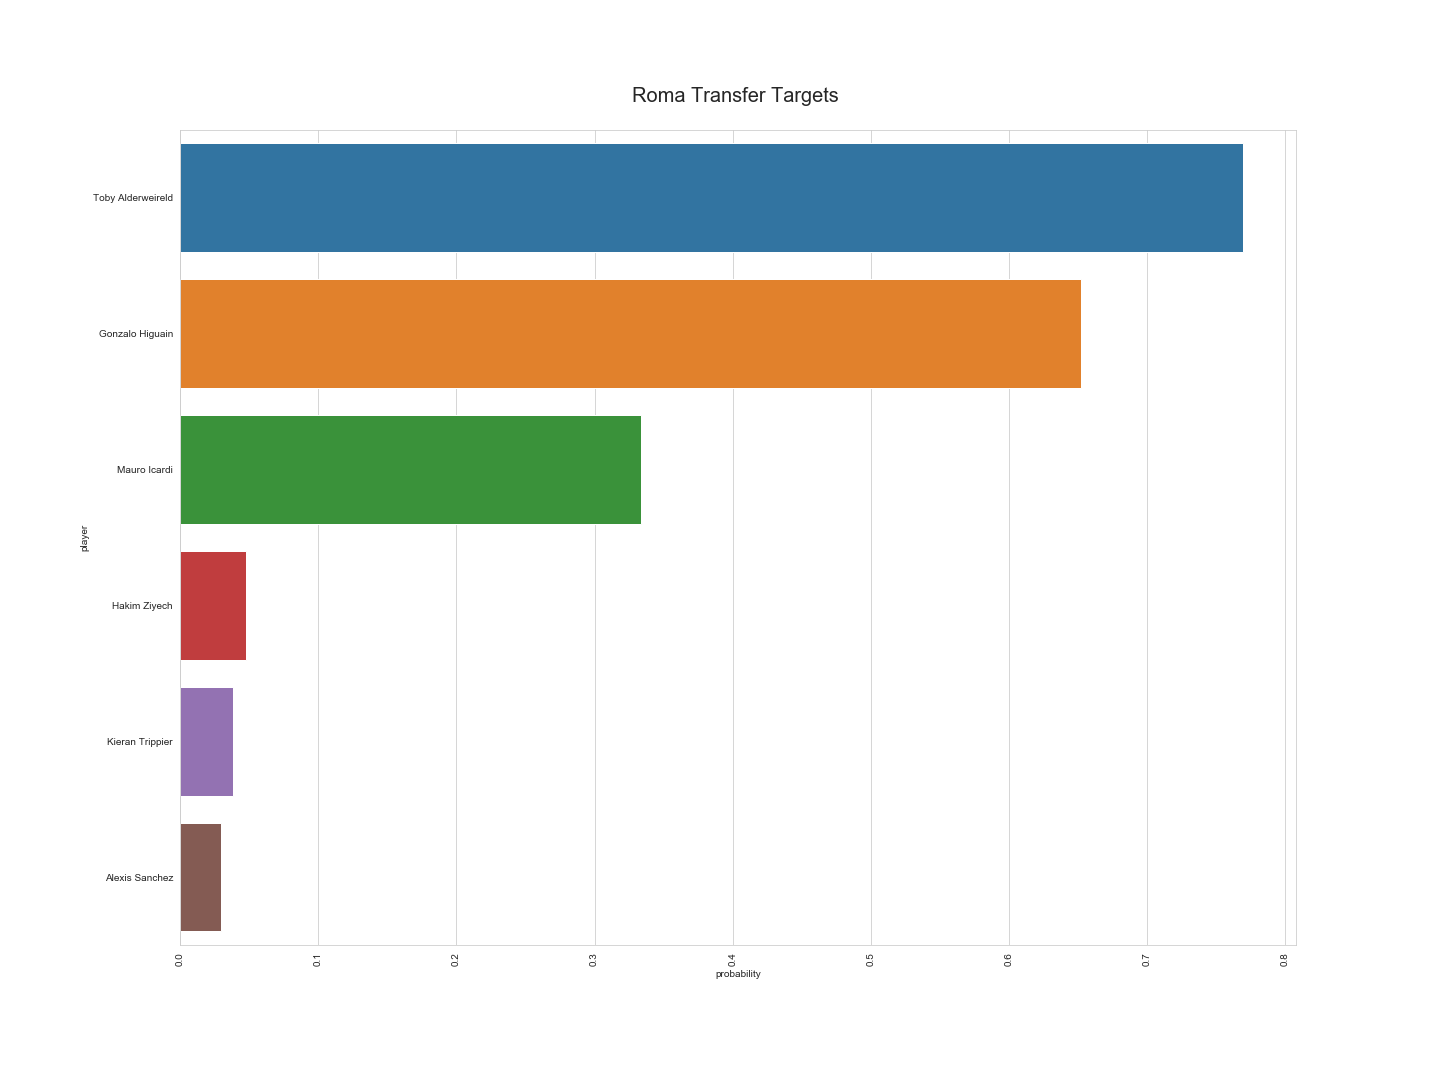 Roma Transfer Targets
Toby Alderweireld
Gonzalo Higuain
Mauro Icardi
Hakim Ziyech
Kieran Trippier
Alexis Sanchez
player
0.0 0.1 0.2 0.3 0.4 0.5 0.6 0.7 0.8
probability